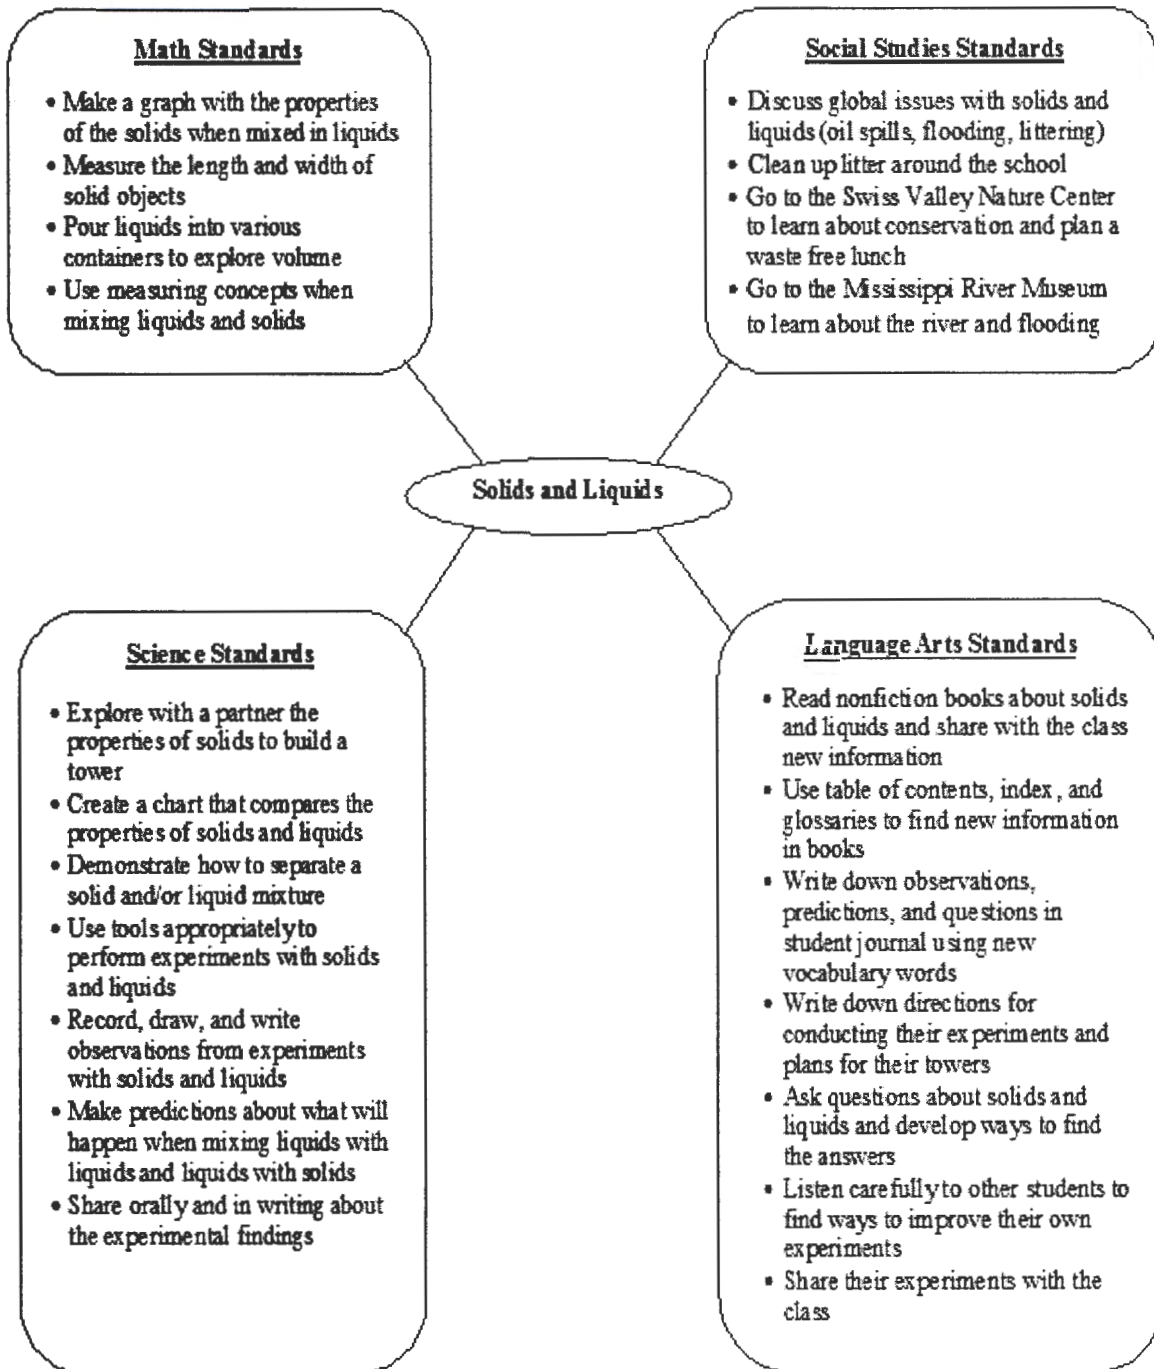 Math Standards
• Make a graph with the properties
of the solids when mixed in liquids
• Measure the length and width of
solid objects
• Pour liquids into various
containers to explore volume
• Use measuring concepts when
mixing liquids and solids
Social Studies Standards
• Discuss global issues with solids and
liquids (oil spills, flooding, littering)
• Clean up litter around the school
• Go to the Swiss Valley Nature Center
to learn about conservation and plan a
waste free lunch
• Go to the Mississippi River Museum
to learn about the river and flooding
Solids and Liquids
Science Standards
• Explore with a partner the
properties of solids to build a
tower
• Create a chart that compares the
properties of solids and liquids
• Demonstrate how to separate a
solid and/or liquid mixture
• Use tools appropriately to
perform experiments with solids
and liquids
• Record, draw, and write
observations from experiments
with solids and liquids
• Make predictions about what will
happen when mixing liquids with
liquids and liquids with solids
• Share orally and in writing about
the experimental findings
Language Arts Standards
• Read nonfiction books about solids
and liquids and share with the class
new information
• Use table of contents, index, and
glossaries to find new information
in books
• Write down observations,
predictions, and questions in
student journal using new
vocabulary words
• Write down directions for
conducting their experiments and
plans for their towers
• Ask questions about solids and
liquids and develop ways to find
the answers
• Listen carefully to other students to
find ways to improve their own
experiments
• Share their experiments with the
class